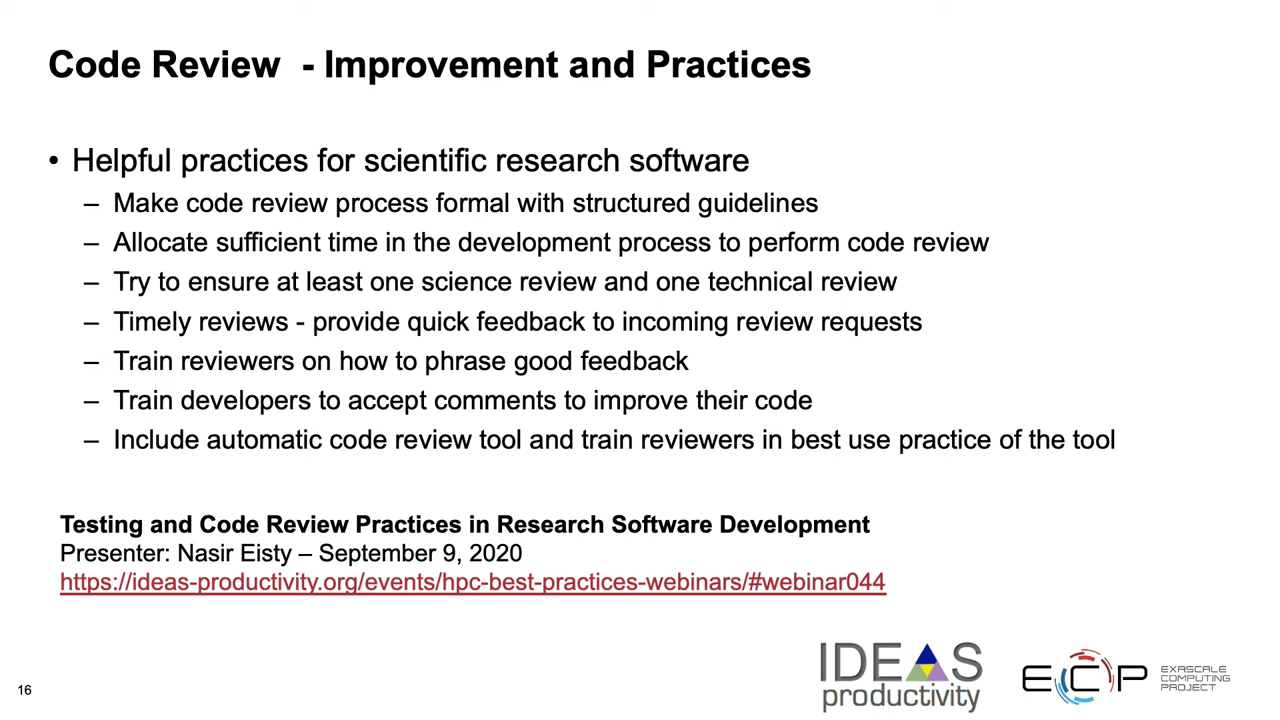 Code Review  - Improvement and Practices
• Helpful practices for scientific research software
– Make code review process formal with structured guidelines
– Allocate sufficient time in the development process to perform code review
– Try to ensure at least one science review and one technical review
– Timely reviews - provide quick feedback to incoming review requests
– Train reviewers on how to phrase good feedback
– Train developers to accept comments to improve their code
– Include automatic code review tool and train reviewers in best use practice of the tool
Testing and Code Review Practices in Research Software Development
Presenter: Nasir Eisty – September 9, 2020
https://ideas-productivity.org/events/hpc-best-practices-webinars/#webinar044
16
IDEAS
productivity
ECP
EXASCALE
COMPUTING
PROJECT